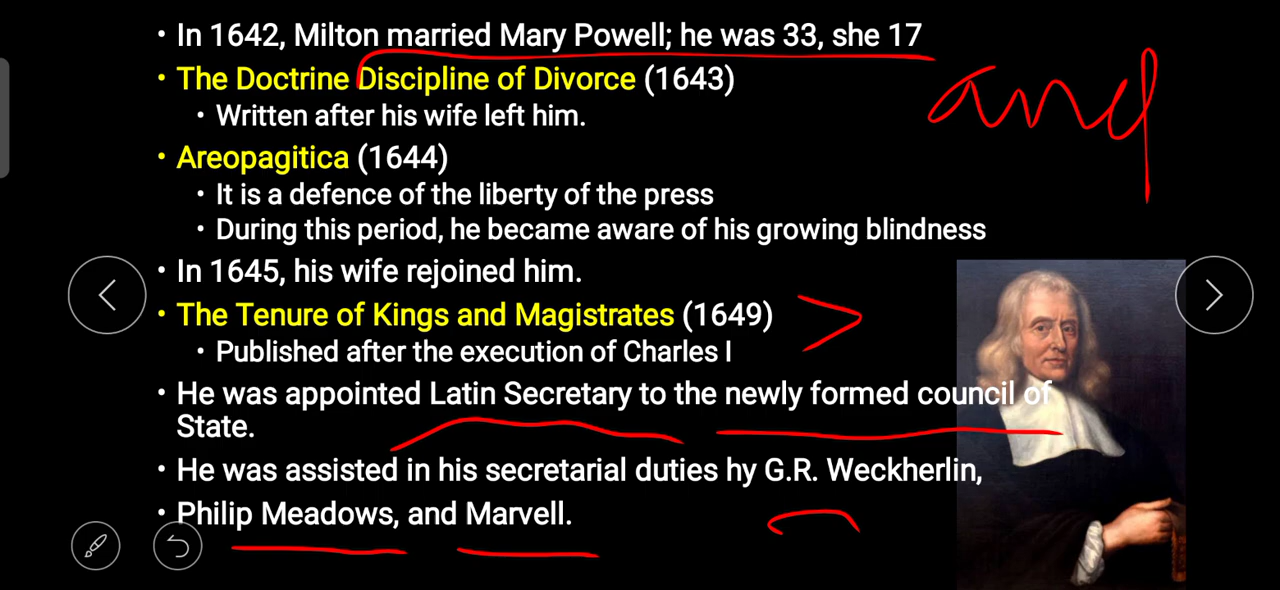 • In 1642, Milton married Mary Powell; he was 33, she 17
• The Doctrine Discipline of Divorce (1643)
and
• Written after his wife left him.
• Areopagitica (1644)
• It is a defence of the liberty of the press
• During this period, he became aware of his growing blindness
• In 1645, his wife rejoined him.
• The Tenure of Kings and Magistrates (1649)
• Published after the execution of Charles I
• He was appointed Latin Secretary to the newly formed council of
State.
• He was assisted in his secretarial duties hy G.R. Weckherlin,
• Philip Meadows, and Marvell.